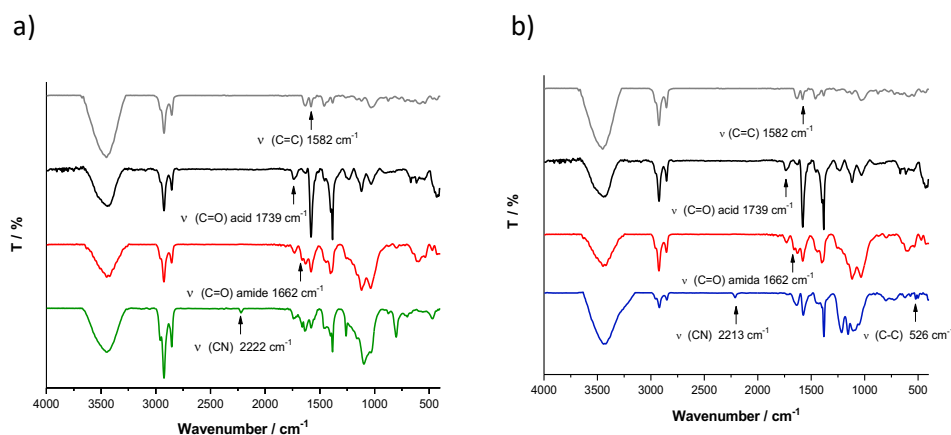 a)
T / %
ν (C=C) 1582 cm⁻¹
ν (C=O) acid 1739 cm⁻¹
ν (C=O) amide 1662 cm⁻¹
ν (CN) 2222 cm⁻¹
4000 3500 3000 2500 2000 1500 1000 500
Wavenumber / cm⁻¹
b)
T / %
ν (C=C) 1582 cm⁻¹
ν (C=O) acid 1739 cm⁻¹
ν (C=O) amida 1662 cm⁻¹
ν (CN) 2213 cm⁻¹
ν (C-C) 526 cm⁻¹
4000 3500 3000 2500 2000 1500 1000 500
Wavenumber / cm⁻¹